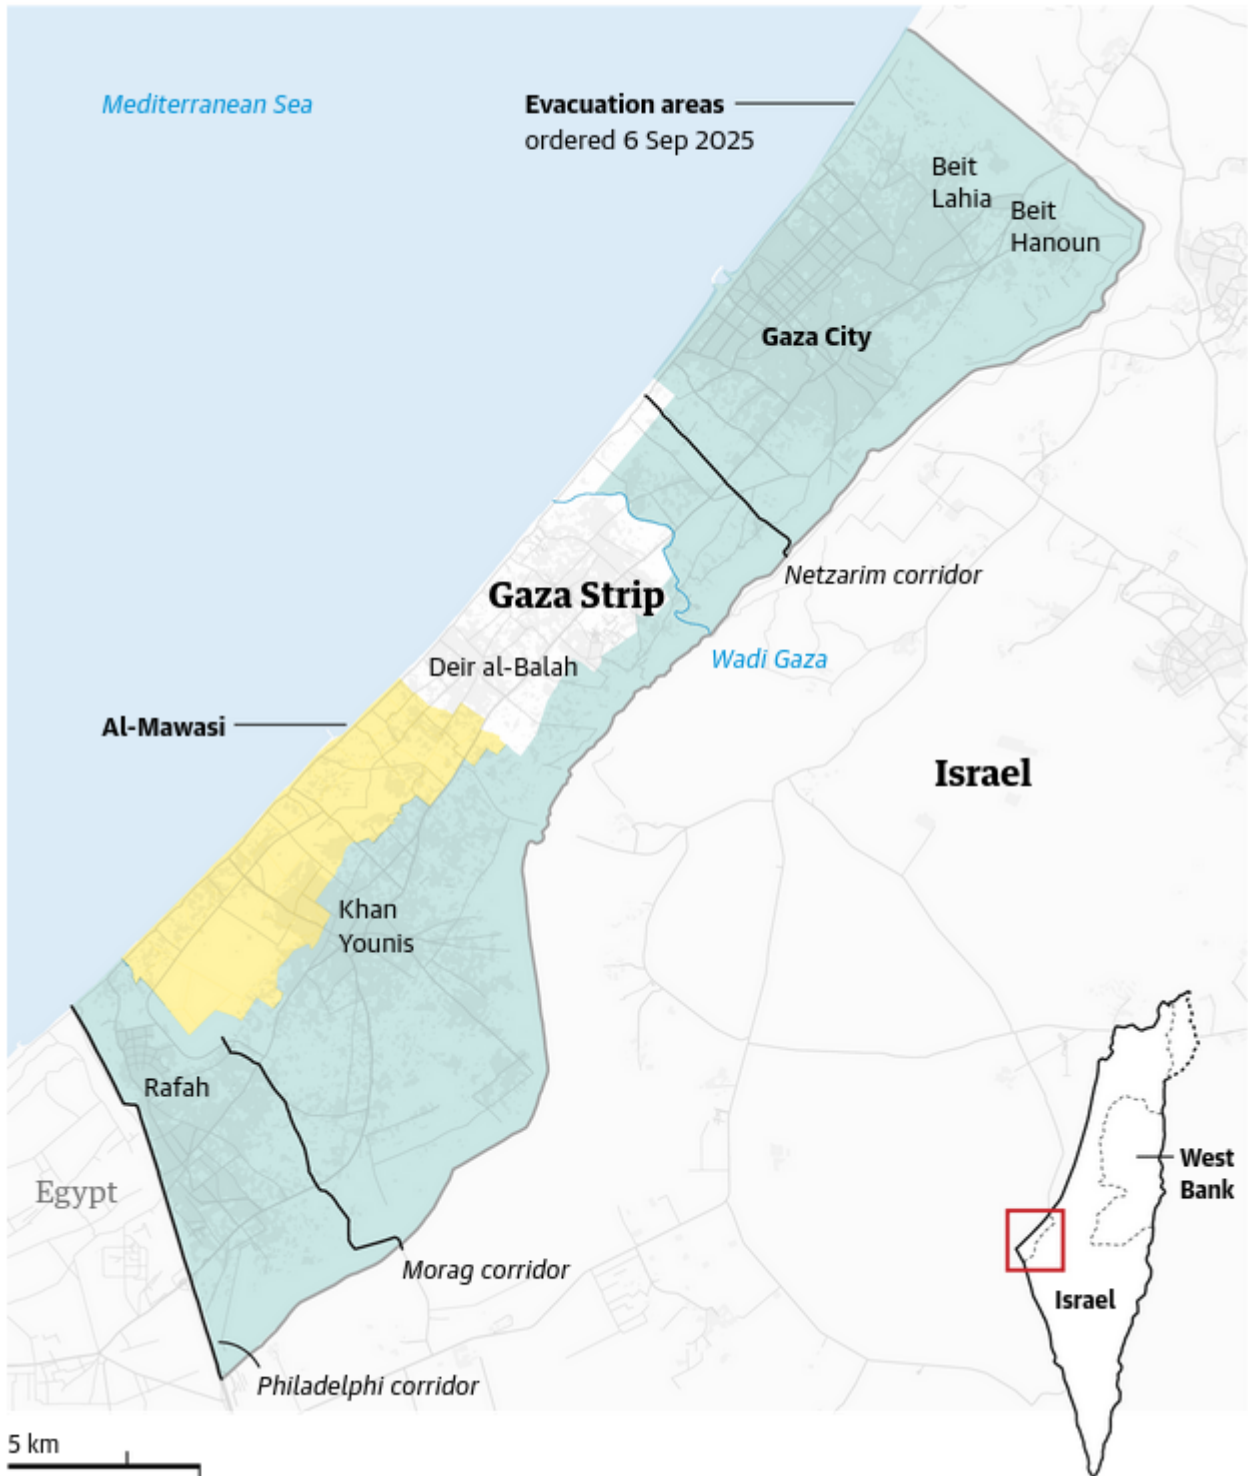 Mediterranean Sea
Evacuation areas
ordered 6 Sep 2025
Beit
Lahia
Beit
Hanoun
Gaza City
Netzarim corridor
Gaza Strip
Wadi Gaza
Deir al-Balah
Al-Mawasi
Israel
Khan
Younis
Rafah
Egypt
West
Bank
Morag corridor
Israel
Philadelphi corridor
5 km